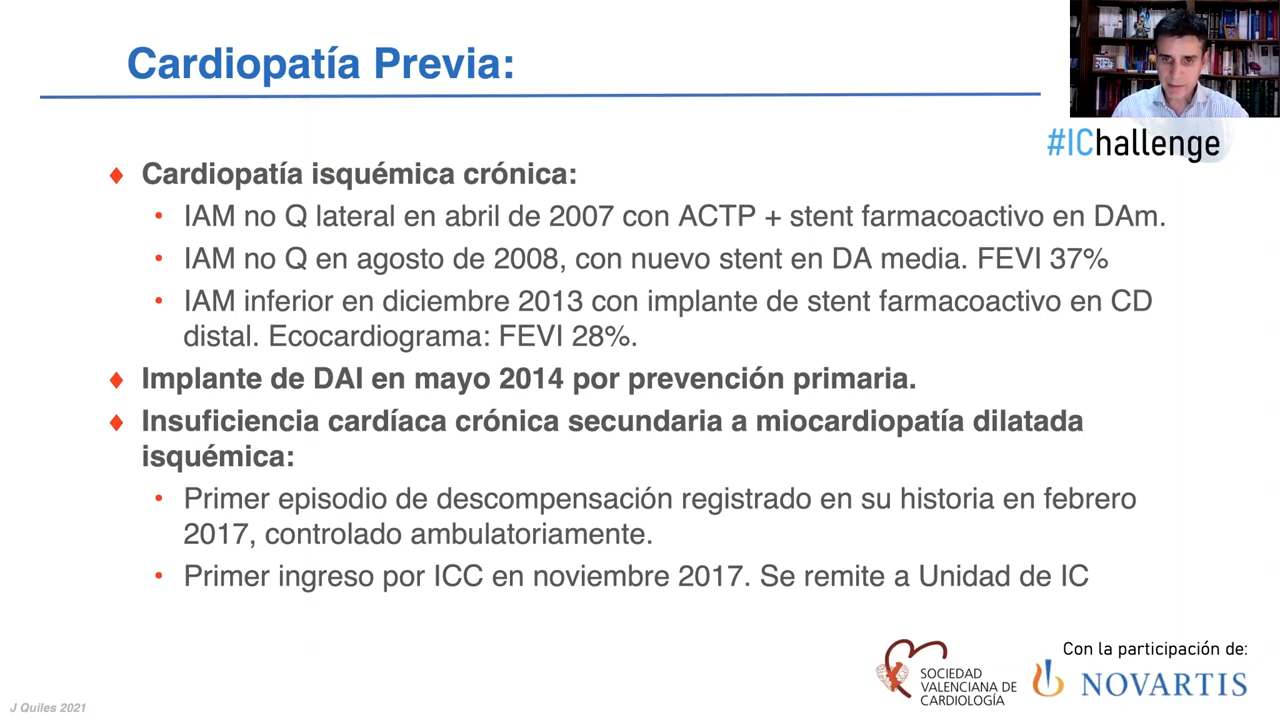 Cardiopatía Previa:
#IChallenge
♦ Cardiopatía isquémica crónica:
• IAM no Q lateral en abril de 2007 con ACTP + stent farmacoactivo en DAm.
• IAM no Q en agosto de 2008, con nuevo stent en DA media. FEVI 37%
• IAM inferior en diciembre 2013 con implante de stent farmacoactivo en CD
distal. Ecocardiograma: FEVI 28%.
♦ Implante de DAI en mayo 2014 por prevención primaria.
♦ Insuficiencia cardíaca crónica secundaria a miocardiopatía dilatada
isquémica:
• Primer episodio de descompensación registrado en su historia en febrero
2017, controlado ambulatoriamente.
• Primer ingreso por ICC en noviembre 2017. Se remite a Unidad de IC
Con la participación de:
SOCIEDAD
VALENCIANA DE
CARDIOLOGÍA
NOVARTIS
J Quiles 2021